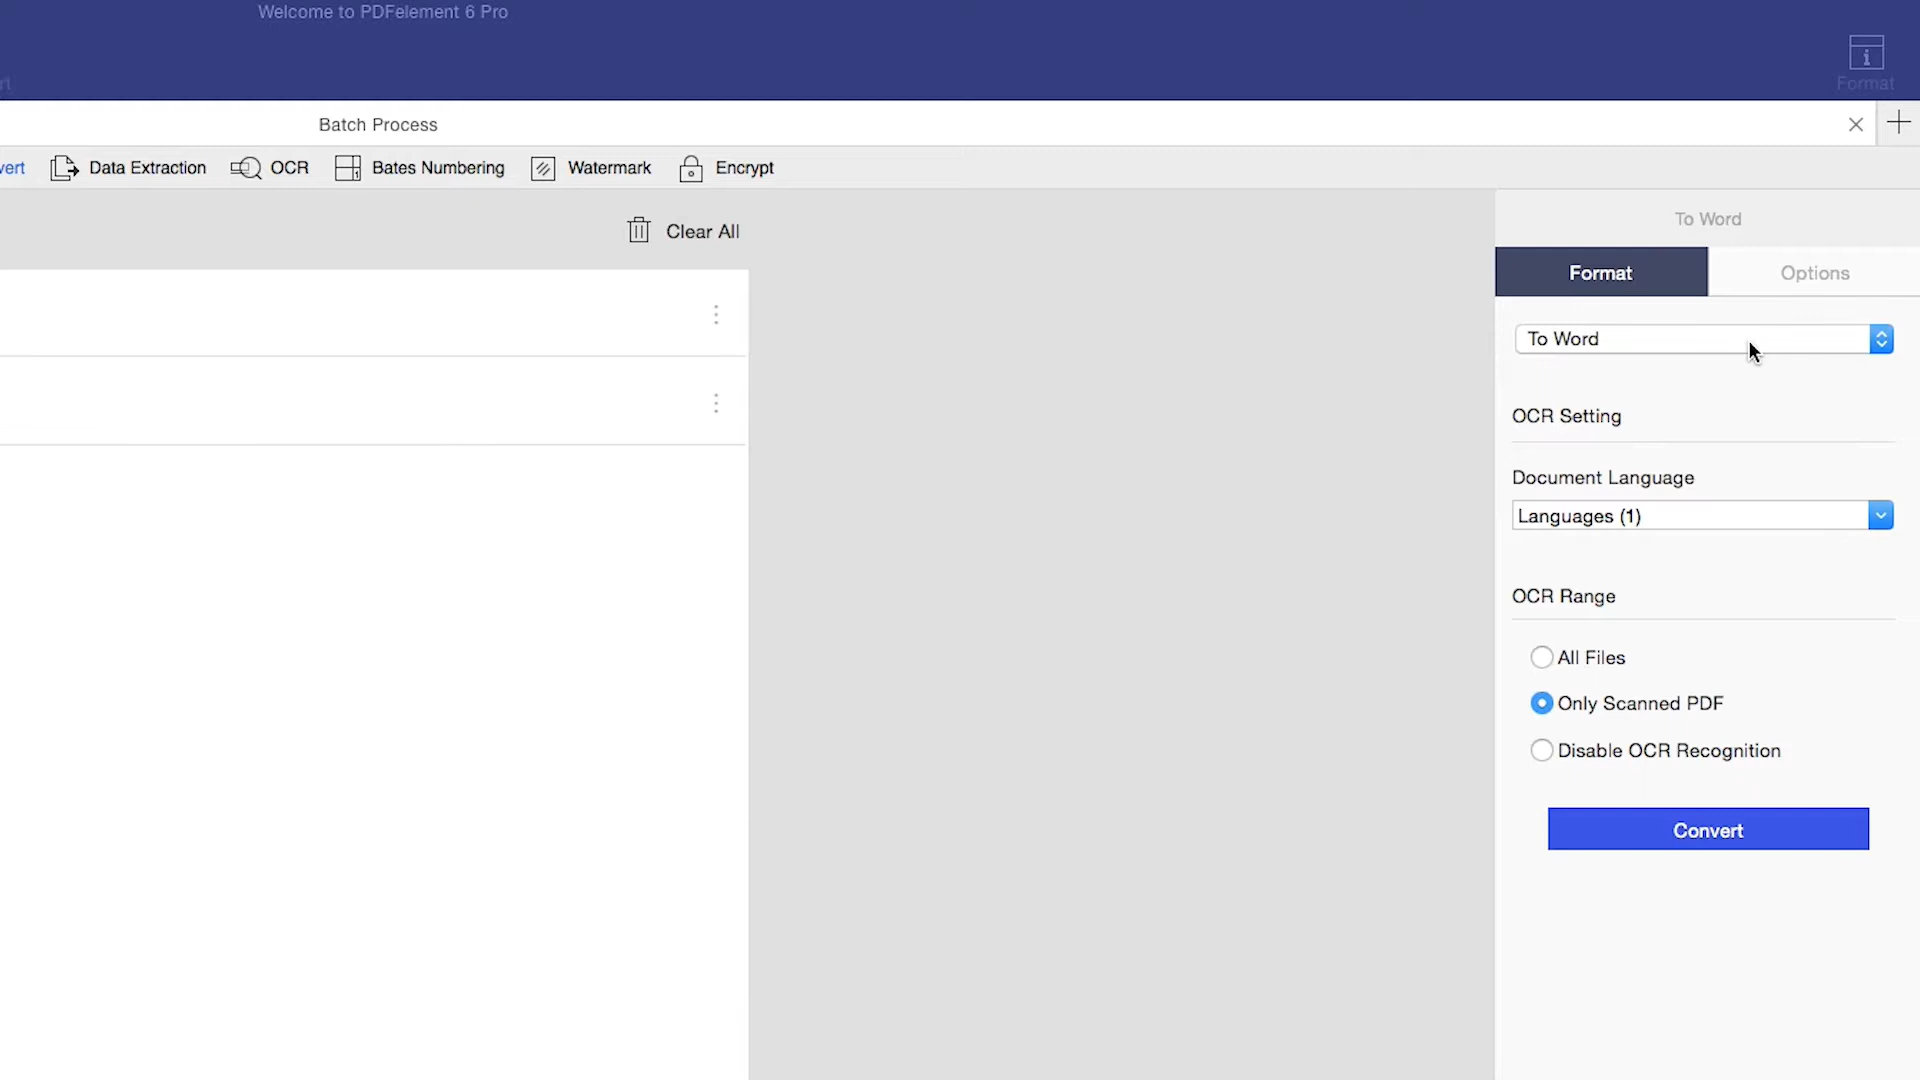 Welcome to PDFelement 6 Pro
rt
Format
Batch Process
vert Data Extraction OCR Bates Numbering Watermark Encrypt
Clear All
To Word
Format Options
To Word
OCR Setting
Document Language
Languages (1)
OCR Range
All Files
Only Scanned PDF
Disable OCR Recognition
Convert